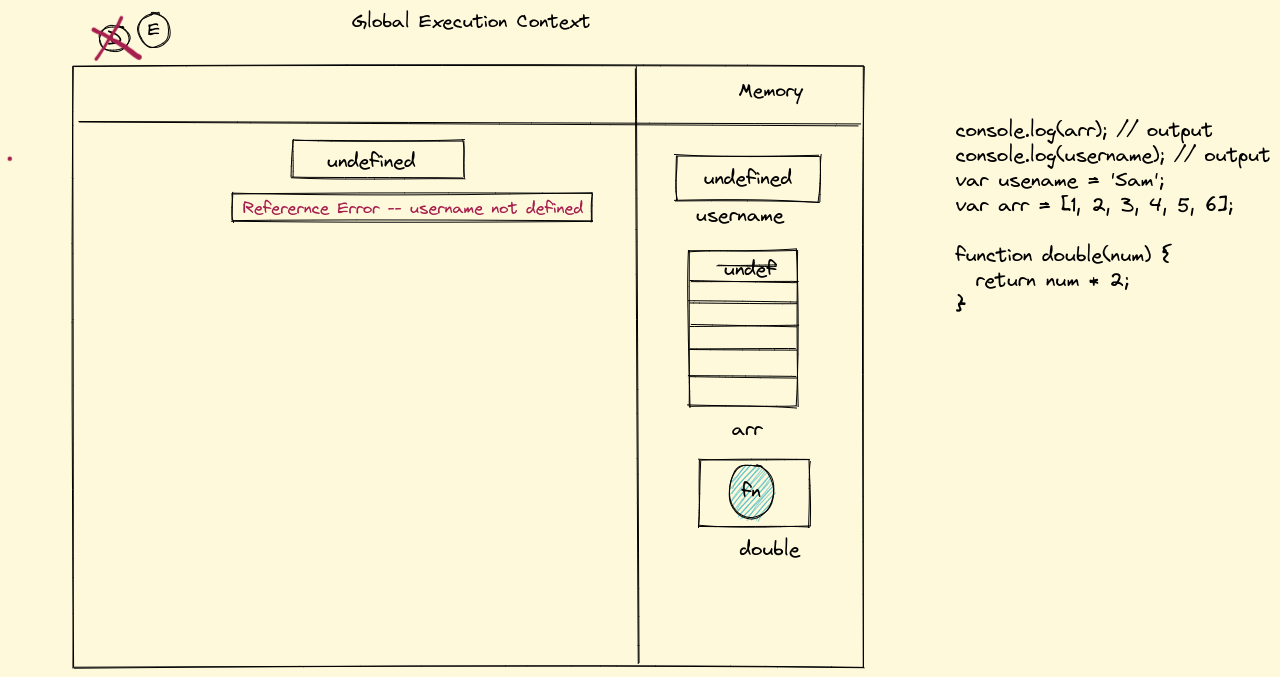 E
Global Execution Context
Memory
undefined
Referernce Error -- username not defined
undefined
username
undef
arr
fn
double
console.log(arr); // output
console.log(username); // output
var usename = 'Sam';
var arr = [1, 2, 3, 4, 5, 6];
function double(num) {
return num * 2;
}